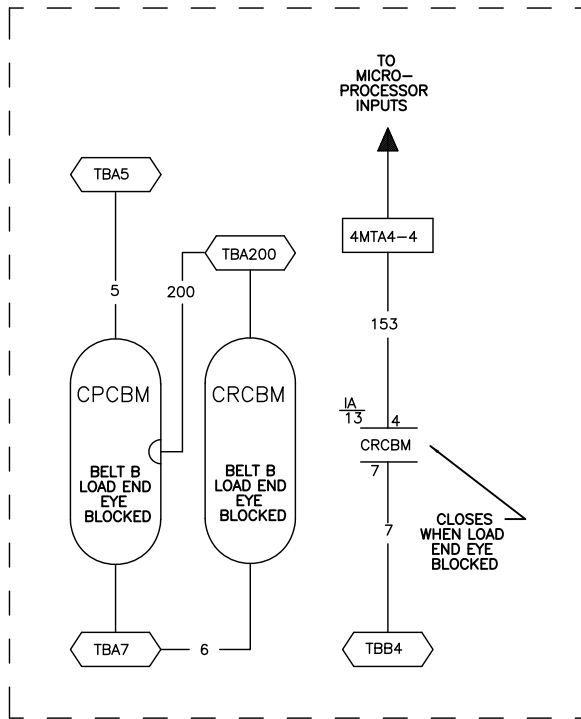 TO
MICRO-
PROCESSOR
INPUTS
TBA5
4MTA4-4
TBA200
5
200
153
CPCBM
CRCBM
IA
13
4
CRCBM
7
BELT B
LOAD END
EYE
BLOCKED
BELT B
LOAD END
EYE
BLOCKED
7
CLOSES
WHEN LOAD
END EYE
BLOCKED
TBA7
6
TBB4